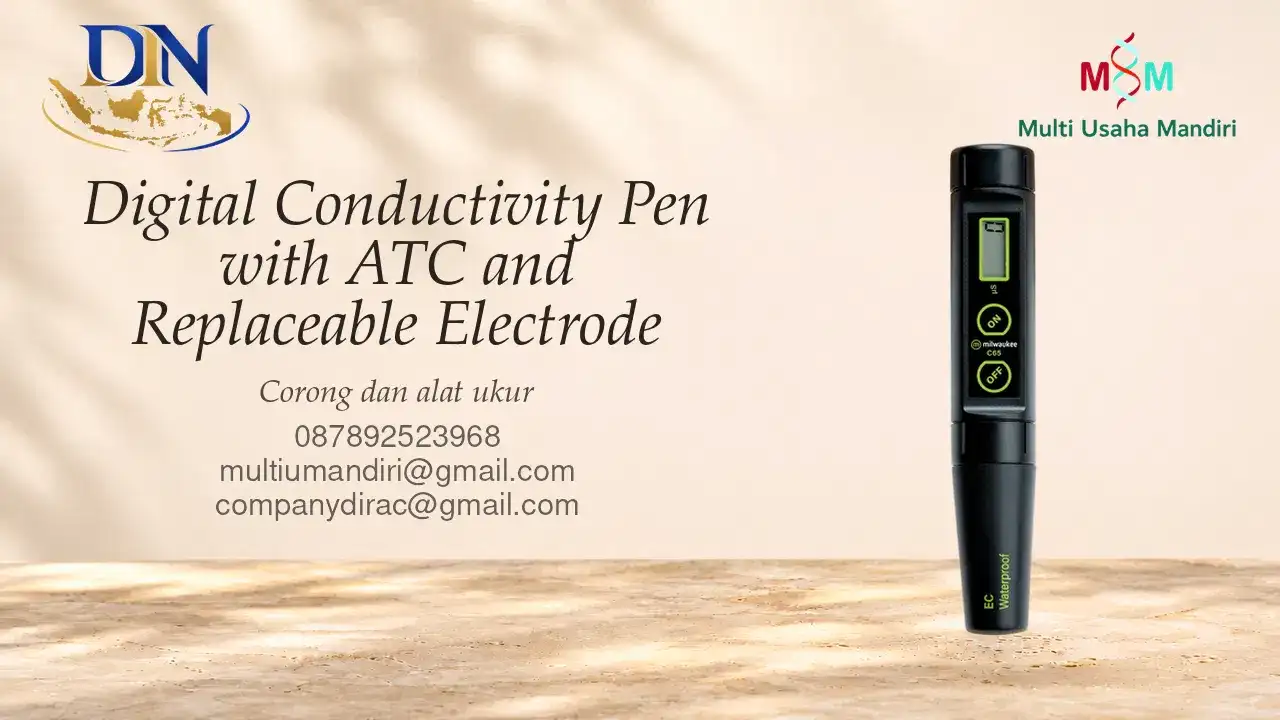 DIN
MSM
Multi Usaha Mandiri
Digital Conductivity Pen
with ATC and
Replaceable Electrode
Corong dan alat ukur
087892523968
multiumandiri@gmail.com
companydirac@gmail.com
µS
ON
milwaukee
C65
OFF
EC
Waterproof